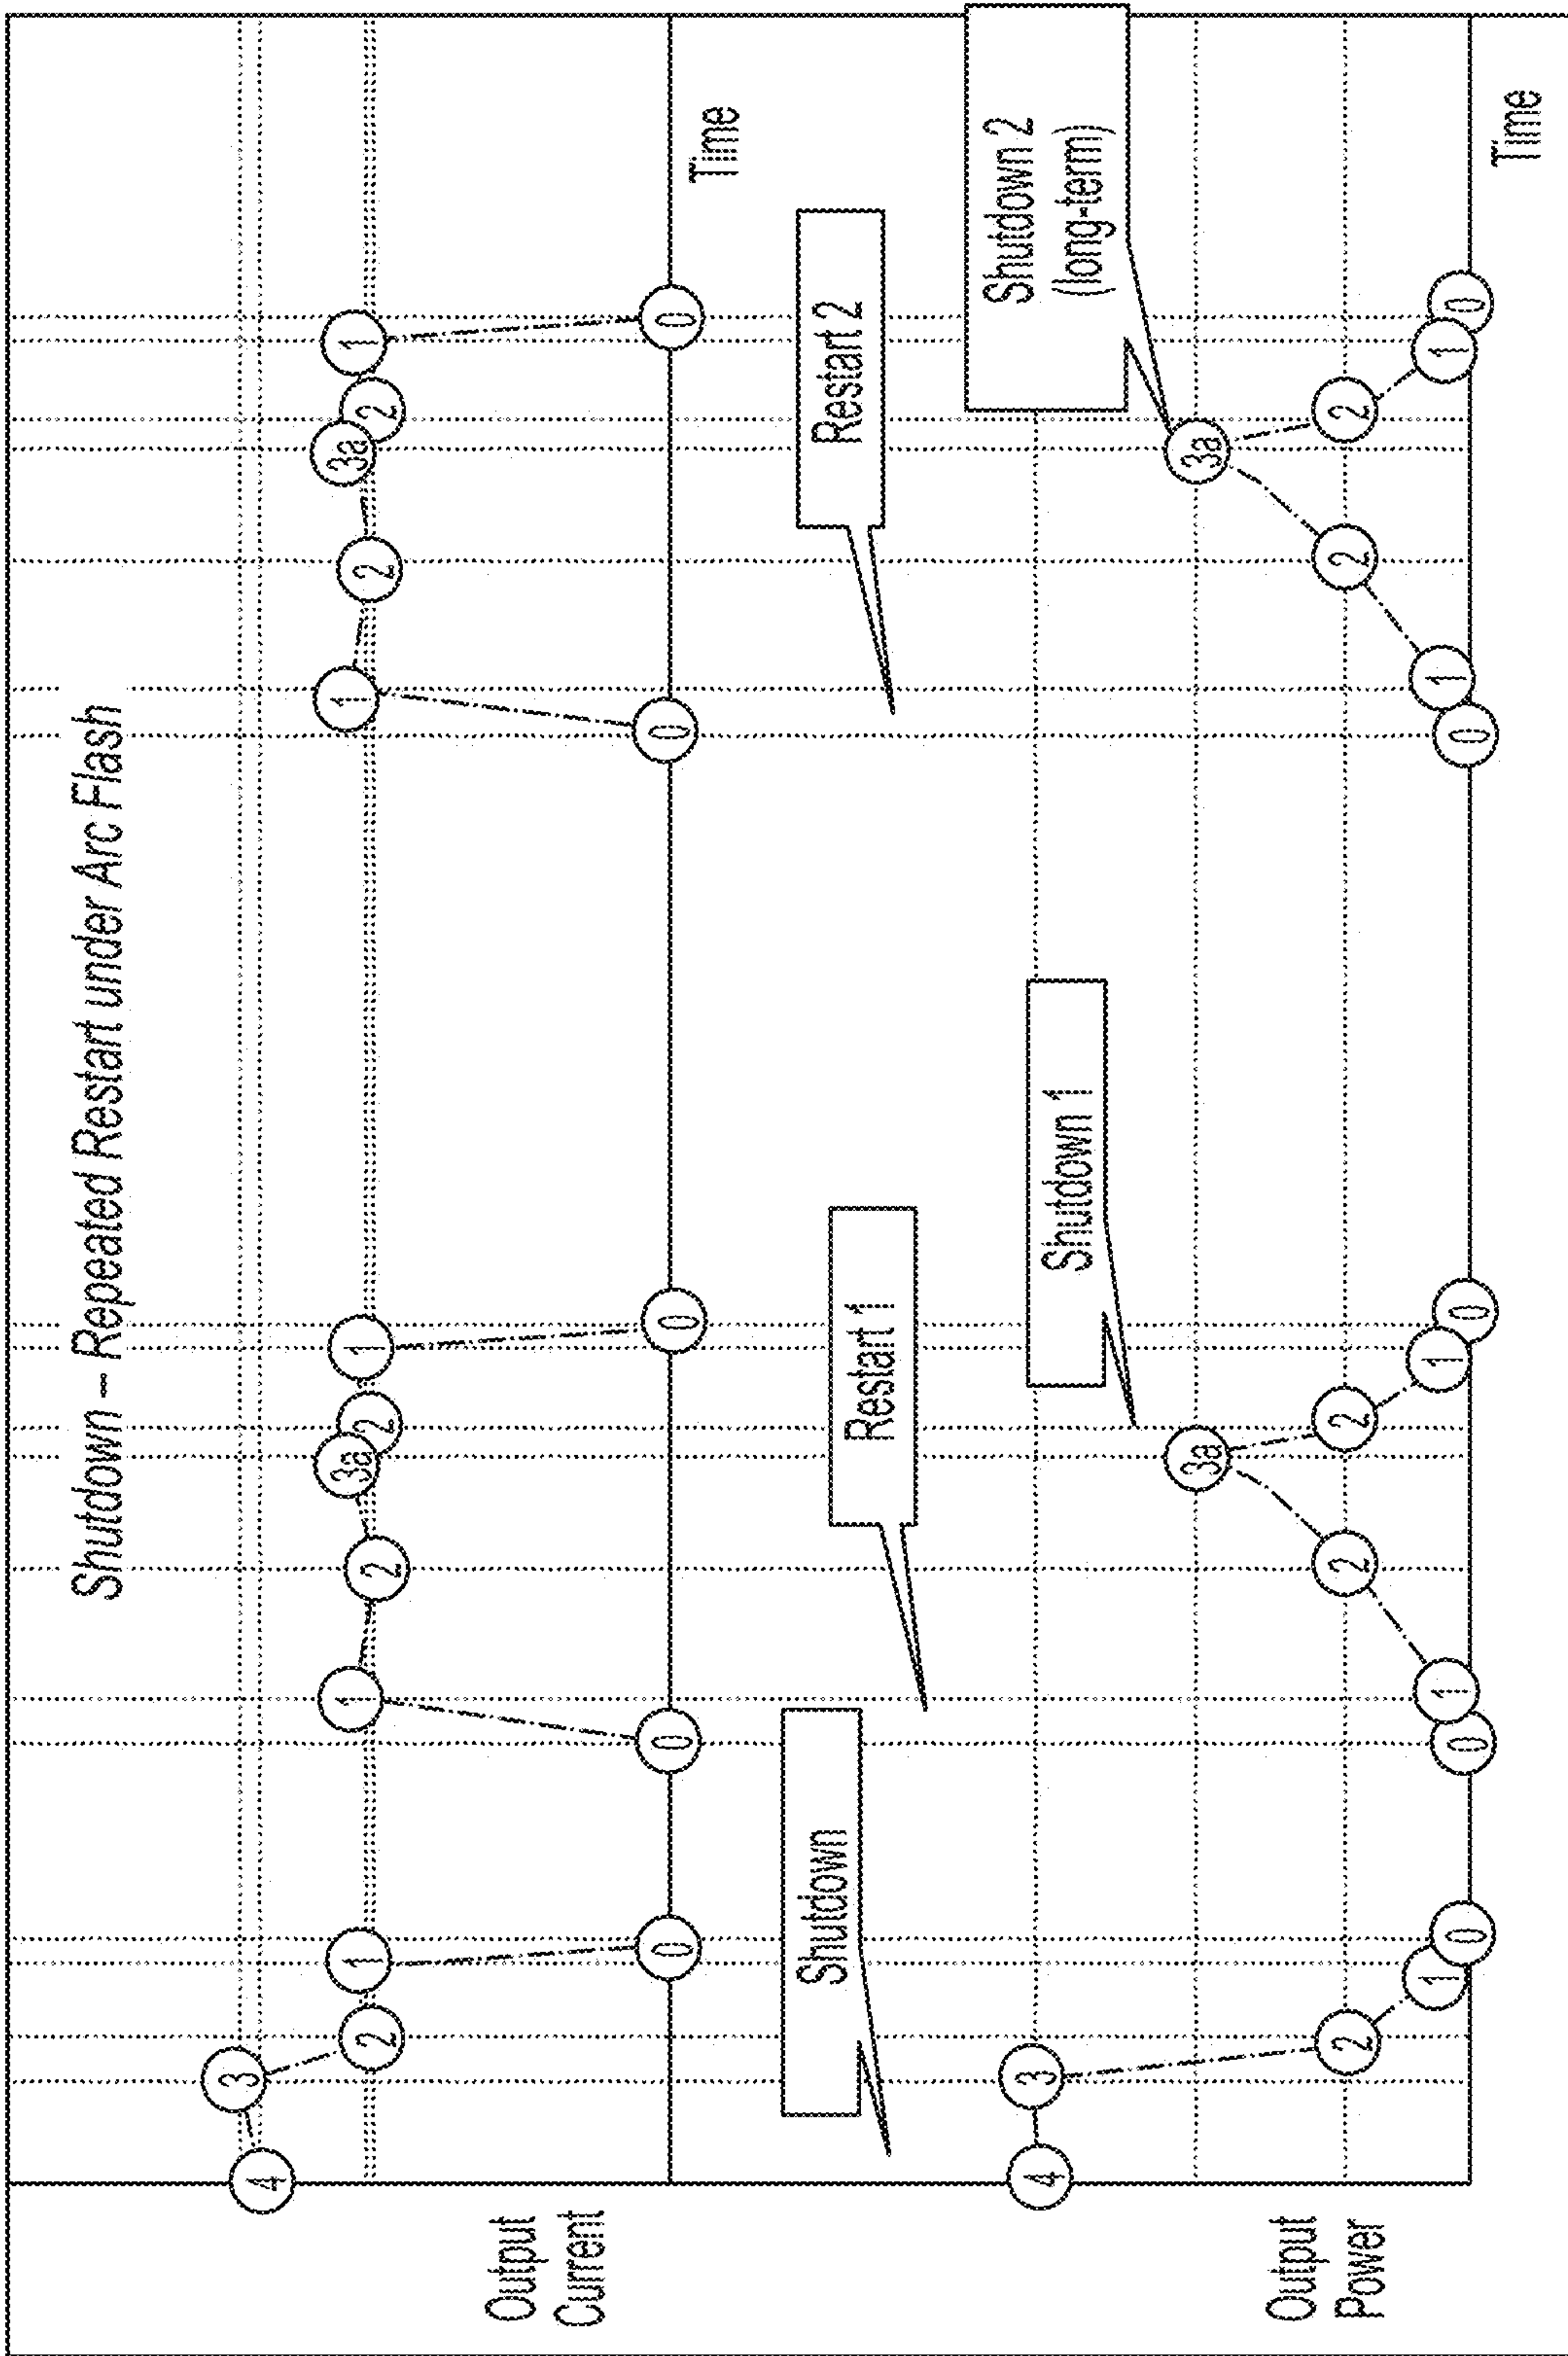 Shutdown – Repeated Restart under Arc Flash
Output
Current
4
3
2
1
0
0
1
2
3a
2
1
0
0
1
2
3a
2
1
0
Time
Shutdown
Restart 1
Restart 2
Shutdown 1
Shutdown 2
(long-term)
Output
Power
4
3
2
1
0
0
1
2
3a
2
1
0
0
1
2
3a
2
1
0
Time